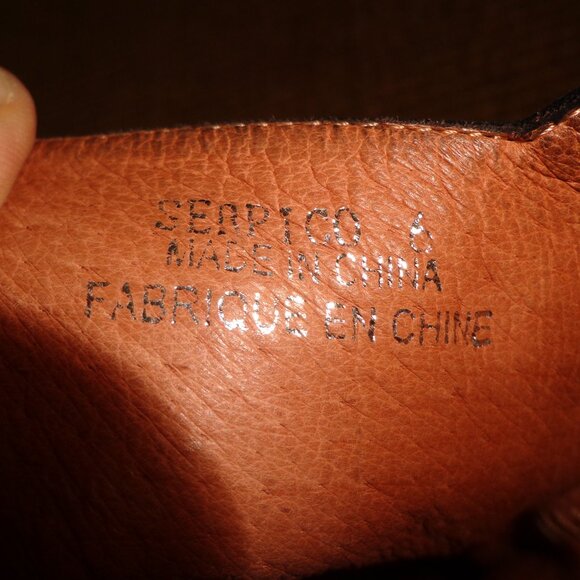 SERPICO 6
MADE IN CHINA
FABRIQUE EN CHINE